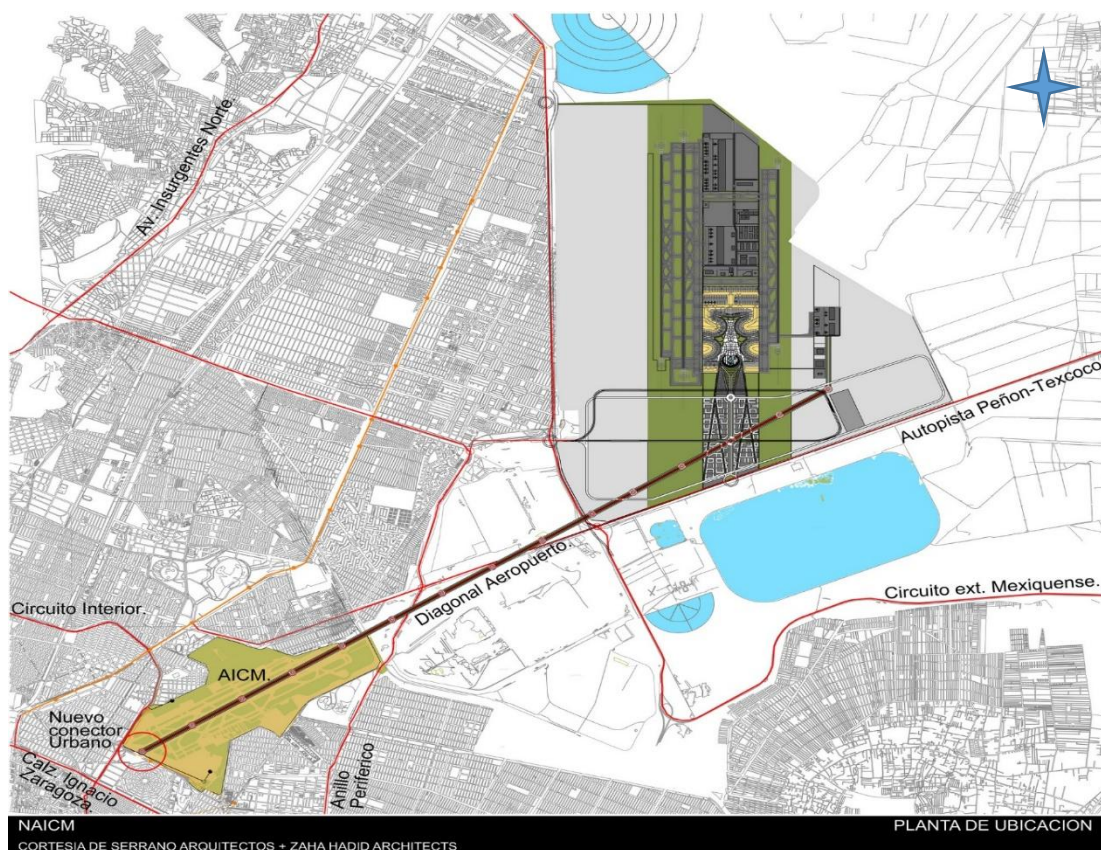 Av. Insurgentes Norte.
Autopista Peñon-Texcoco
Diagonal Aeropuerto.
Circuito ext. Mexiquense.
Circuito Interior.
AICM.
Nuevo
conector
Urbano
Calz. Ignacio
Zaragoza.
Anillo
Periferico
NAICM
PLANTA DE UBICACION
CORTESIA DE SERRANO ARQUITECTOS + ZAHA HADID ARCHITECTS